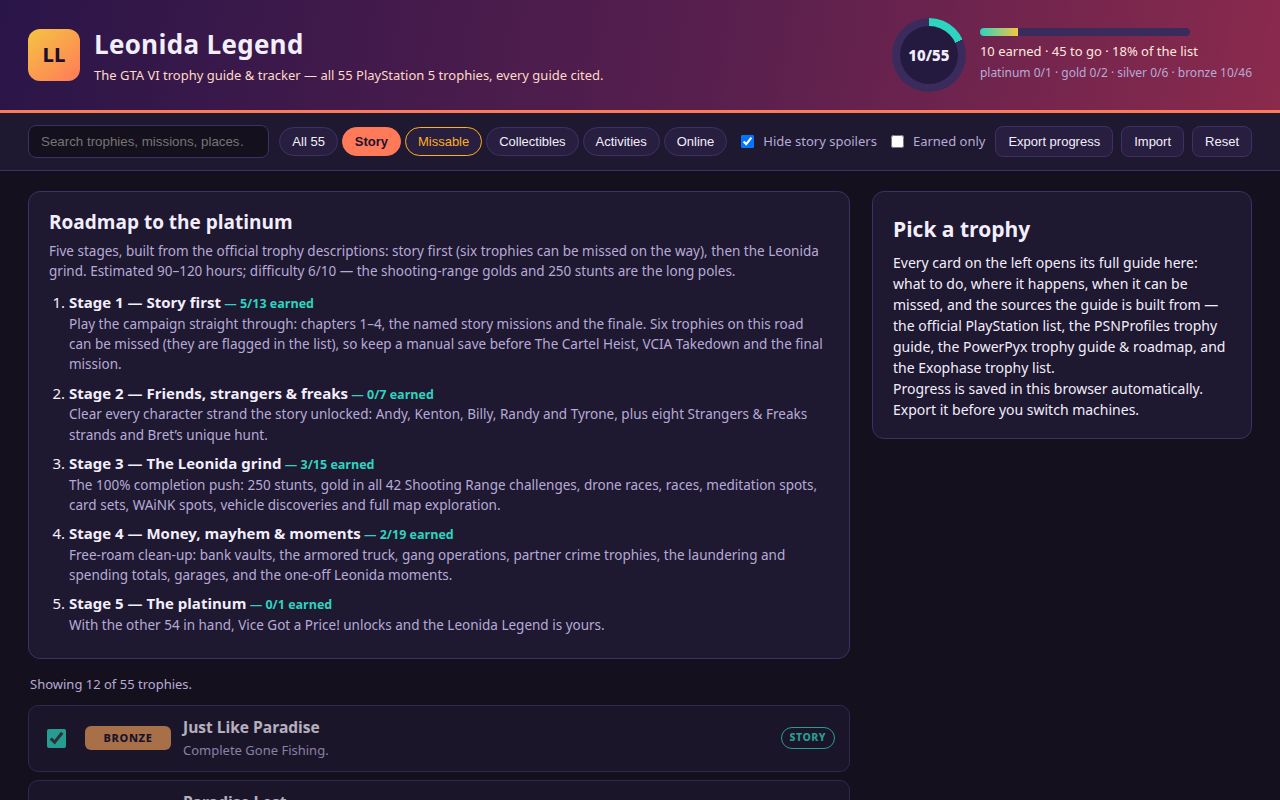 LL
Leonida Legend
The GTA VI trophy guide & tracker — all 55 PlayStation 5 trophies, every guide cited.
10/55
10 earned · 45 to go · 18% of the list
platinum 0/1 · gold 0/2 · silver 0/6 · bronze 10/46
Search trophies, missions, places.
All 55
Story
Missable
Collectibles
Activities
Online
Hide story spoilers
Earned only
Export progress
Import
Reset
Roadmap to the platinum
Five stages, built from the official trophy descriptions: story first (six trophies can be missed on the way), then the Leonida
grind. Estimated 90–120 hours; difficulty 6/10 — the shooting-range golds and 250 stunts are the long poles.
1. Stage 1 — Story first — 5/13 earned
Play the campaign straight through: chapters 1–4, the named story missions and the finale. Six trophies on this road
can be missed (they are flagged in the list), so keep a manual save before The Cartel Heist, VCIA Takedown and the final
mission.
2. Stage 2 — Friends, strangers & freaks — 0/7 earned
Clear every character strand the story unlocked: Andy, Kenton, Billy, Randy and Tyrone, plus eight Strangers & Freaks
strands and Bret's unique hunt.
3. Stage 3 — The Leonida grind — 3/15 earned
The 100% completion push: 250 stunts, gold in all 42 Shooting Range challenges, drone races, races, meditation spots,
card sets, WAiNK spots, vehicle discoveries and full map exploration.
4. Stage 4 — Money, mayhem & moments — 2/19 earned
Free-roam clean-up: bank vaults, the armored truck, gang operations, partner crime trophies, the laundering and
spending totals, garages, and the one-off Leonida moments.
5. Stage 5 — The platinum — 0/1 earned
With the other 54 in hand, Vice Got a Price! unlocks and the Leonida Legend is yours.
Pick a trophy
Every card on the left opens its full guide here:
what to do, where it happens, when it can be
missed, and the sources the guide is built from —
the official PlayStation list, the PSNProfiles trophy
guide, the PowerPyx trophy guide & roadmap, and
the Exophase trophy list.
Progress is saved in this browser automatically.
Export it before you switch machines.
Showing 12 of 55 trophies.
BRONZE
Just Like Paradise
Complete Gone Fishing.
STORY
Paradise Lost